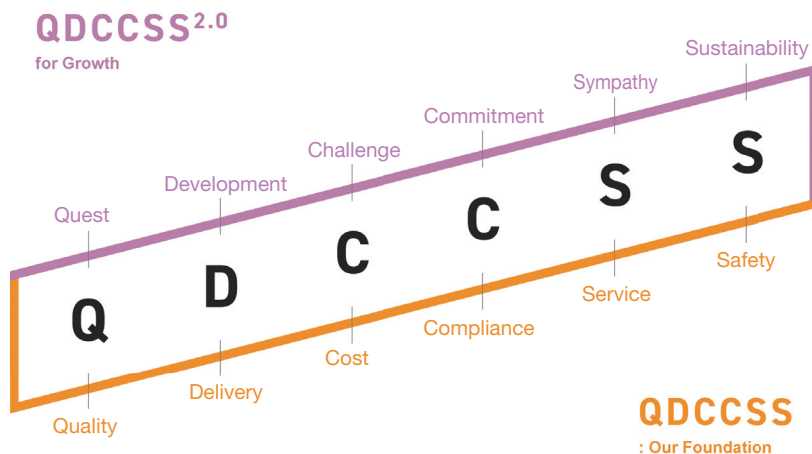 QDCCSS2.0
for Growth
Quest
Development
Challenge
Commitment
Sympathy
Sustainability
Q D C C S S
Quality
Delivery
Cost
Compliance
Service
Safety
QDCCSS
: Our Foundation